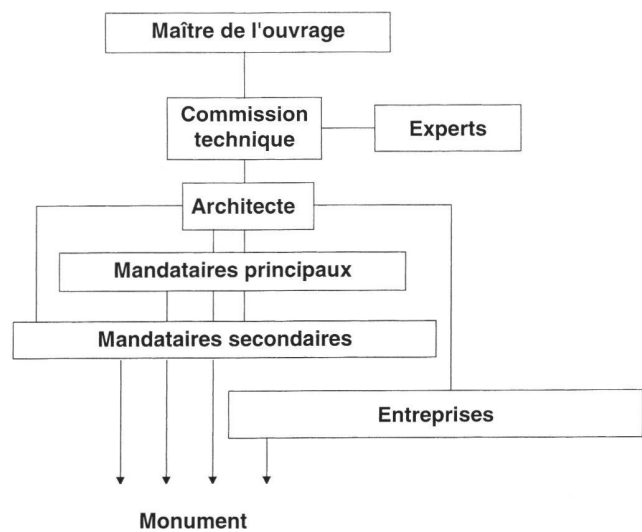 Maître de l'ouvrage
Commission
technique
Experts
Architecte
Mandataires principaux
Mandataires secondaires
Entreprises
Monument